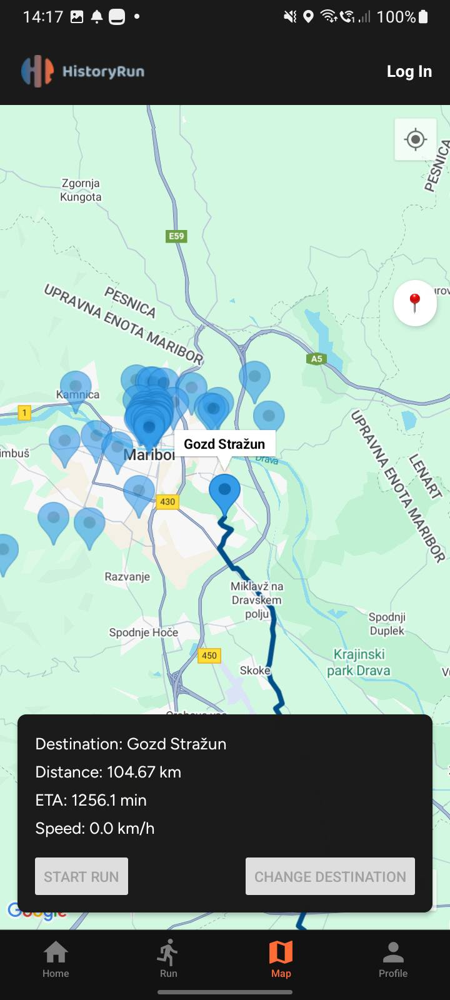 14:17
100%
HistoryRun
Log In
PESNICA
Zgornja
Kungota
E59
PESNICA
UPRAVNA ENOTA MARIBOR
A5
Kamnica
1
Gozd Stražun
Maribor
Drava
UPRAVNA ENOTA MARIBOR
LENART
430
Razvanje
Miklavž na
Dravskem
polju
Spodnji
Duplek
Spodnje Hoče
450
Krajinski
park Drava
Skoke
Destination: Gozd Stražun
Distance: 104.67 km
ETA: 1256.1 min
Speed: 0.0 km/h
START RUN
CHANGE DESTINATION
Google
Home
Run
Map
Profile